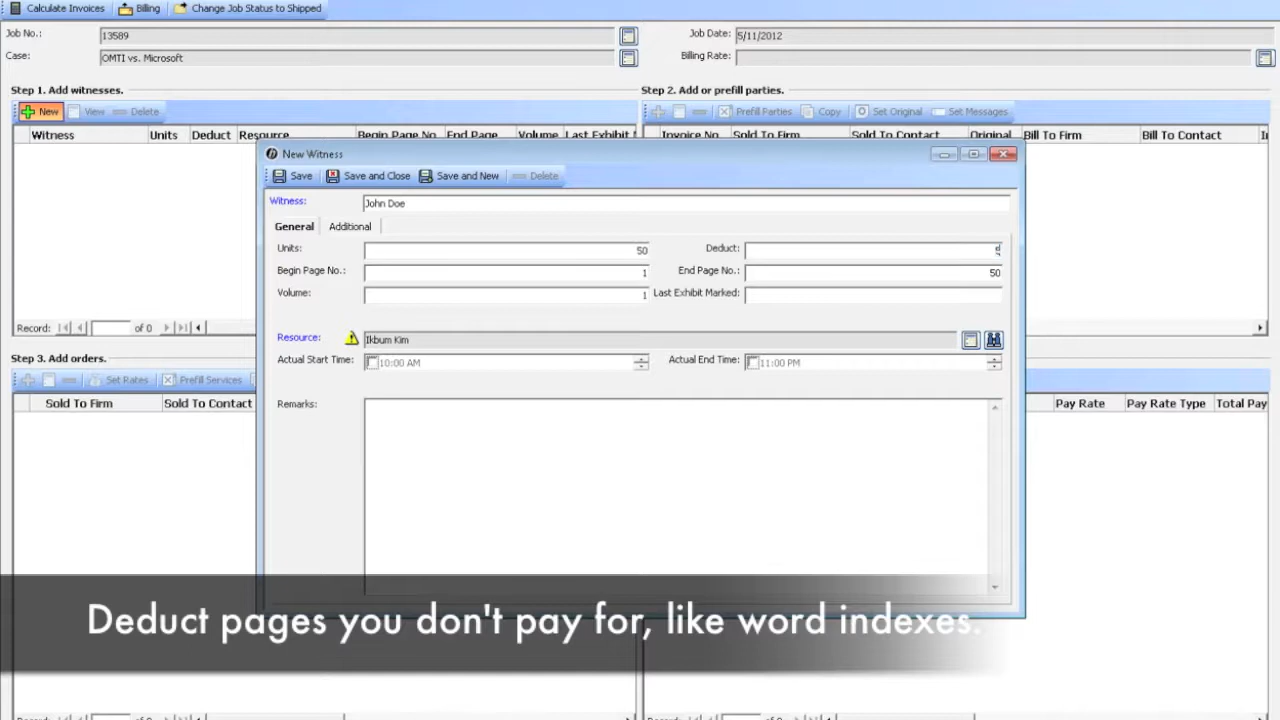 Calculate Invoices Billing Change Job Status to Shipped
Job No.: 13589 Job Date: 5/11/2012
Case: OMTI vs. Microsoft Billing Rate:
Step 1. Add witnesses. Step 2. Add or prefill parties.
New View Delete Prefill Parties Copy Set Original Set Messages
Witness Units Deduct Resource Begin Page No. End Page Volume Last Exhibit Invoice No Sold To Firm Sold To Contact Original Bill To Firm Bill To Contact
New Witness
Save Save and Close Save and New Delete
Witness: John Doe
General Additional
Units: 50 Deduct: 5
Begin Page No.: 1 End Page No.: 50
Volume: 1 Last Exhibit Marked:
Record: of 0
Resource: Ikbum Kim
Step 3. Add orders. Actual Start Time: 10:00 AM Actual End Time: 11:00 PM
Set Rates Prefill Services
Sold To Firm Sold To Contact Remarks: Pay Rate Pay Rate Type Total Pay
Deduct pages you don't pay for, like word indexes.